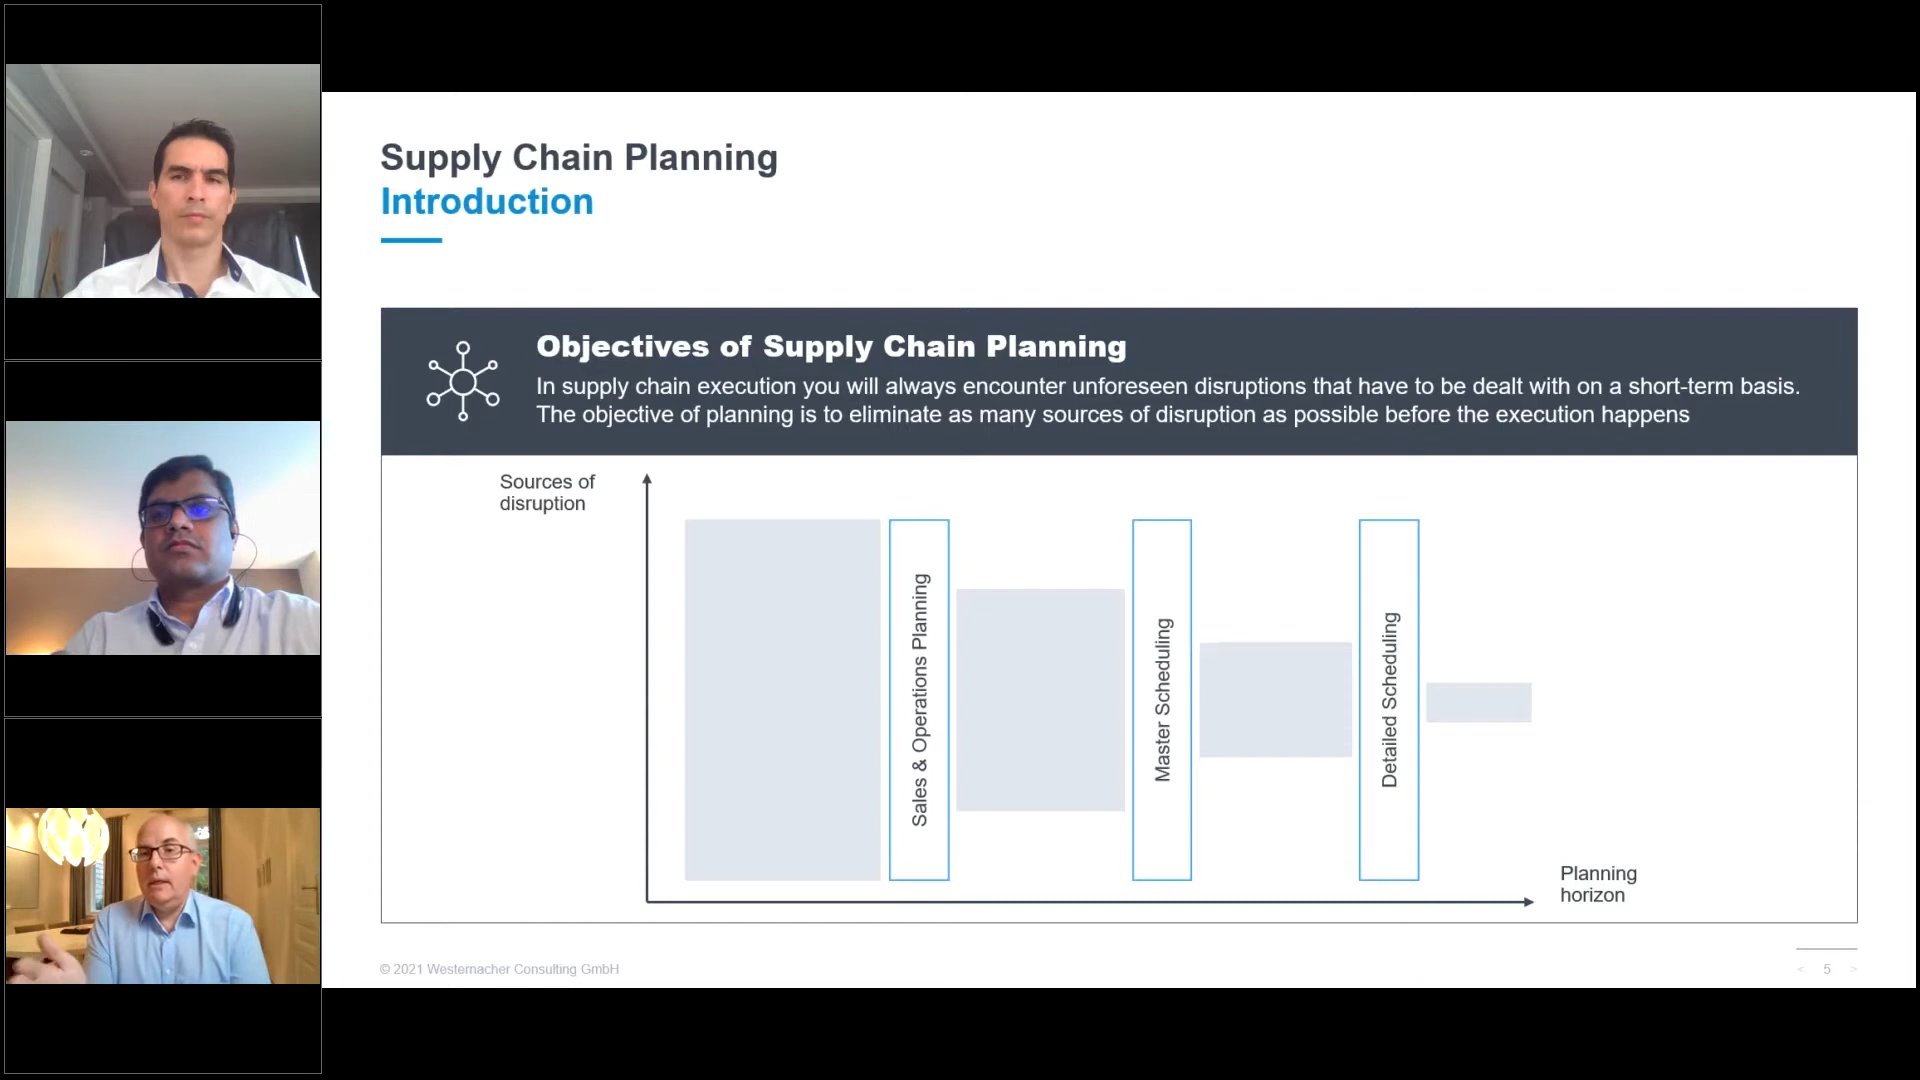 Supply Chain Planning
Introduction
Objectives of Supply Chain Planning
In supply chain execution you will always encounter unforeseen disruptions that have to be dealt with on a short-term basis.
The objective of planning is to eliminate as many sources of disruption as possible before the execution happens
Sources of
disruption
Sales & Operations Planning
Master Scheduling
Detailed Scheduling
Planning
horizon
© 2021 Westernacher Consulting GmbH
< 5 >